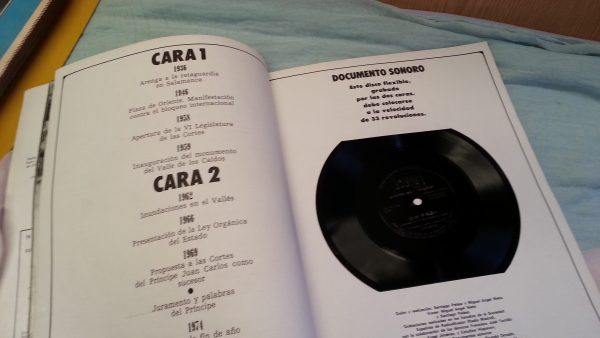 CARA 1
1936
Arenga a la retaguardia
en Salamanca
1946
Plaza de Oriente. Manifestación
contra el bloqueo internacional
1958
Apertura de la VI Legislatura
de las Cortes
1959
Inauguración del monumento
del Valle de los Caídos
CARA 2
1962
Inundaciones en el Vallés
1966
Presentación de la Ley Orgánica
del Estado
1969
Propuesta a las Cortes
del Príncipe Juan Carlos como
sucesor
Juramento y palabras
del Príncipe
1974
fin de año
DOCUMENTO SONORO
Este disco flexible,
grabado
por las dos caras,
debe colocarse
a la velocidad
de 33 revoluciones.